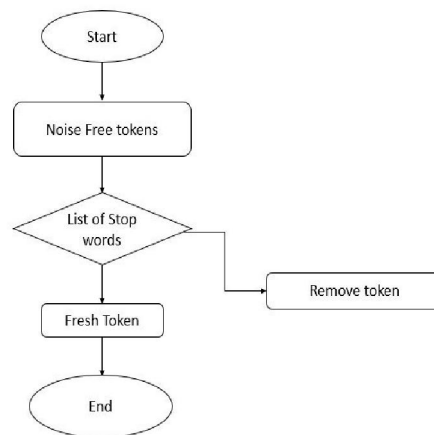 Start
Noise Free tokens
List of Stop
words
Remove token
Fresh Token
End